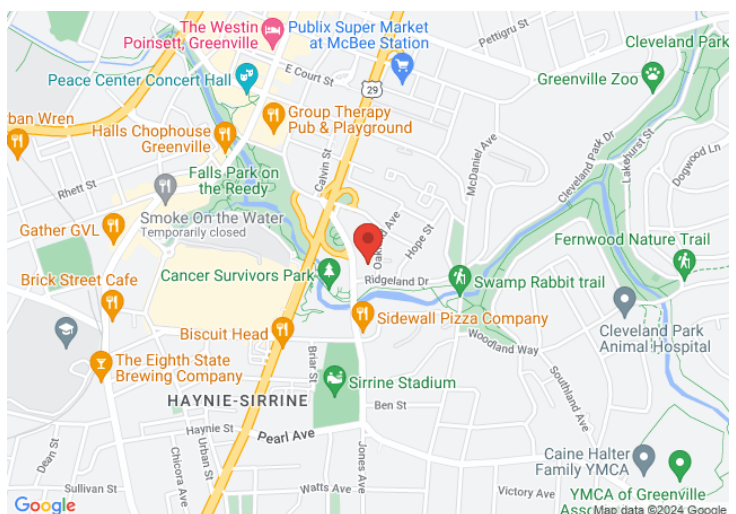 The Westin
Poinsett, Greenville
Publix Super Market
at McBee Station
Pettigru St
Cleveland Park
Peace Center Concert Hall
E Court St
29
Greenville Zoo
ban Wren
Group Therapy
Pub & Playground
Halls Chophouse
Greenville
Calvin St
McDaniel Ave
Cleveland Park Dr
Lakehurst St
Dogwood Ln
Rhett St
Falls Park on
the Reedy
Smoke On the Water
Temporarily closed
Gather GVL
Hope St
Fernwood Nature Trail
Brick Street Cafe
Cancer Survivors Park
Ridgeland Dr
Swamp Rabbit trail
Biscuit Head
Sidewall Pizza Company
Cleveland Park
Animal Hospital
Woodland Way
The Eighth State
Brewing Company
Briar St
Sirrine Stadium
Southland Ave
HAYNIE-SIRRINE
Ben St
Haynie St
Pearl Ave
Dean St
Chicora Ave
Urban St
Jones Ave
Caine Halter
Family YMCA
Sullivan St
Watts Ave
Victory Ave
YMCA of Greenville
Google
Map data ©2024 Google